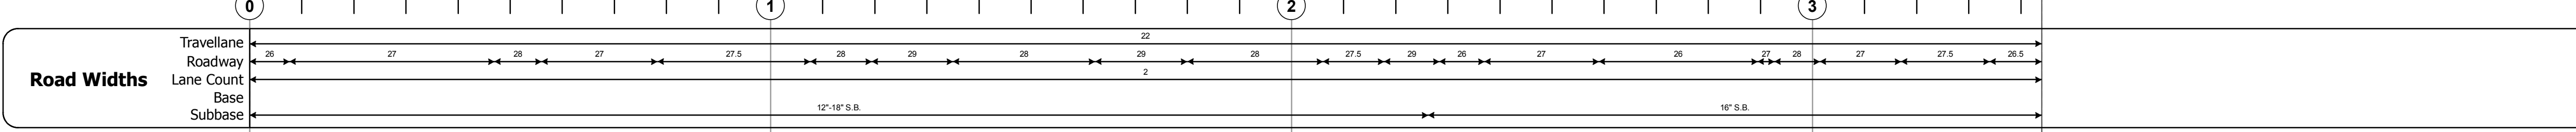 0 1 2 3
Travellane 22
Roadway 26 27 28 27 27.5 28 29 28 29 28 27.5 29 26 27 26 27 28 27 27.5 26.5
Road Widths
Lane Count 2
Base
Subbase 12"-18" S.B. 16" S.B.